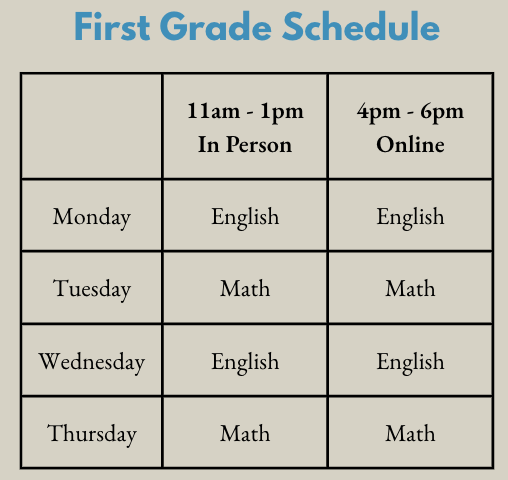 First Grade Schedule
11am - 1pm 4pm - 6pm
In Person Online
Monday English English
Tuesday Math Math
Wednesday English English
Thursday Math Math